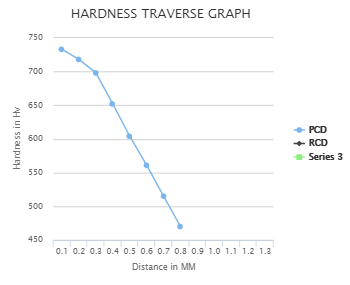 HARDNESS TRAVERSE GRAPH
750
700
650
600
550
500
450
Hardness in Hv
0.1 0.2 0.3 0.4 0.5 0.6 0.7 0.8 0.9 1.0 1.1 1.2 1.3
Distance in MM
PCD
RCD
Series 3